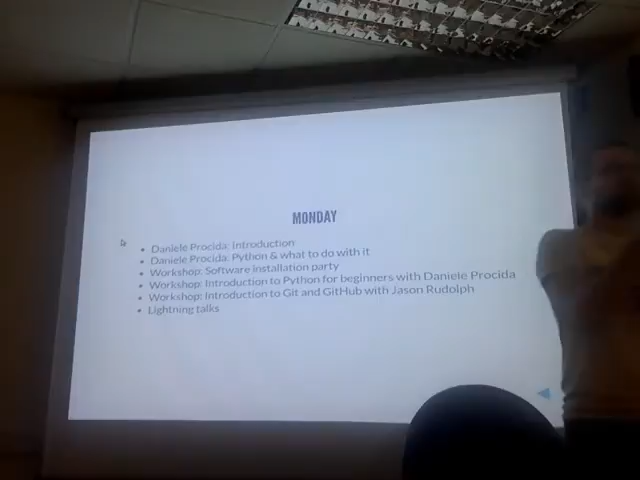 MONDAY
Daniele Procida: Introduction
Daniele Procida: Python & what to do with it
Workshop: Software installation party
Workshop: Introduction to Python for beginners with Daniele Procida
Workshop: Introduction to Git and GitHub with Jason Rudolph
Lightning talks